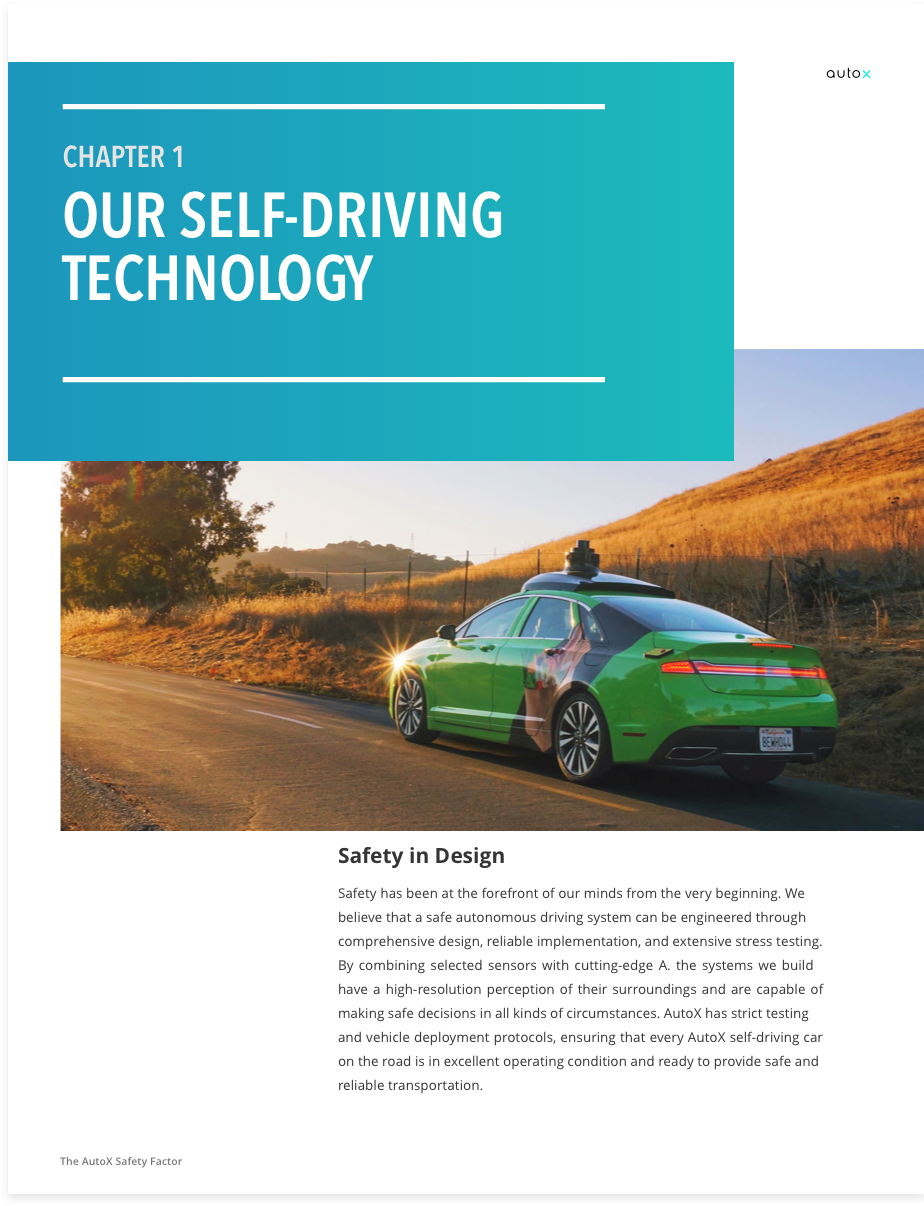 autox
CHAPTER 1
OUR SELF-DRIVING
TECHNOLOGY
8EWH044
Safety in Design
Safety has been at the forefront of our minds from the very beginning. We
believe that a safe autonomous driving system can be engineered through
comprehensive design, reliable implementation, and extensive stress testing.
By combining selected sensors with cutting-edge A. the systems we build
have a high-resolution perception of their surroundings and are capable of
making safe decisions in all kinds of circumstances. AutoX has strict testing
and vehicle deployment protocols, ensuring that every AutoX self-driving car
on the road is in excellent operating condition and ready to provide safe and
reliable transportation.
The AutoX Safety Factor